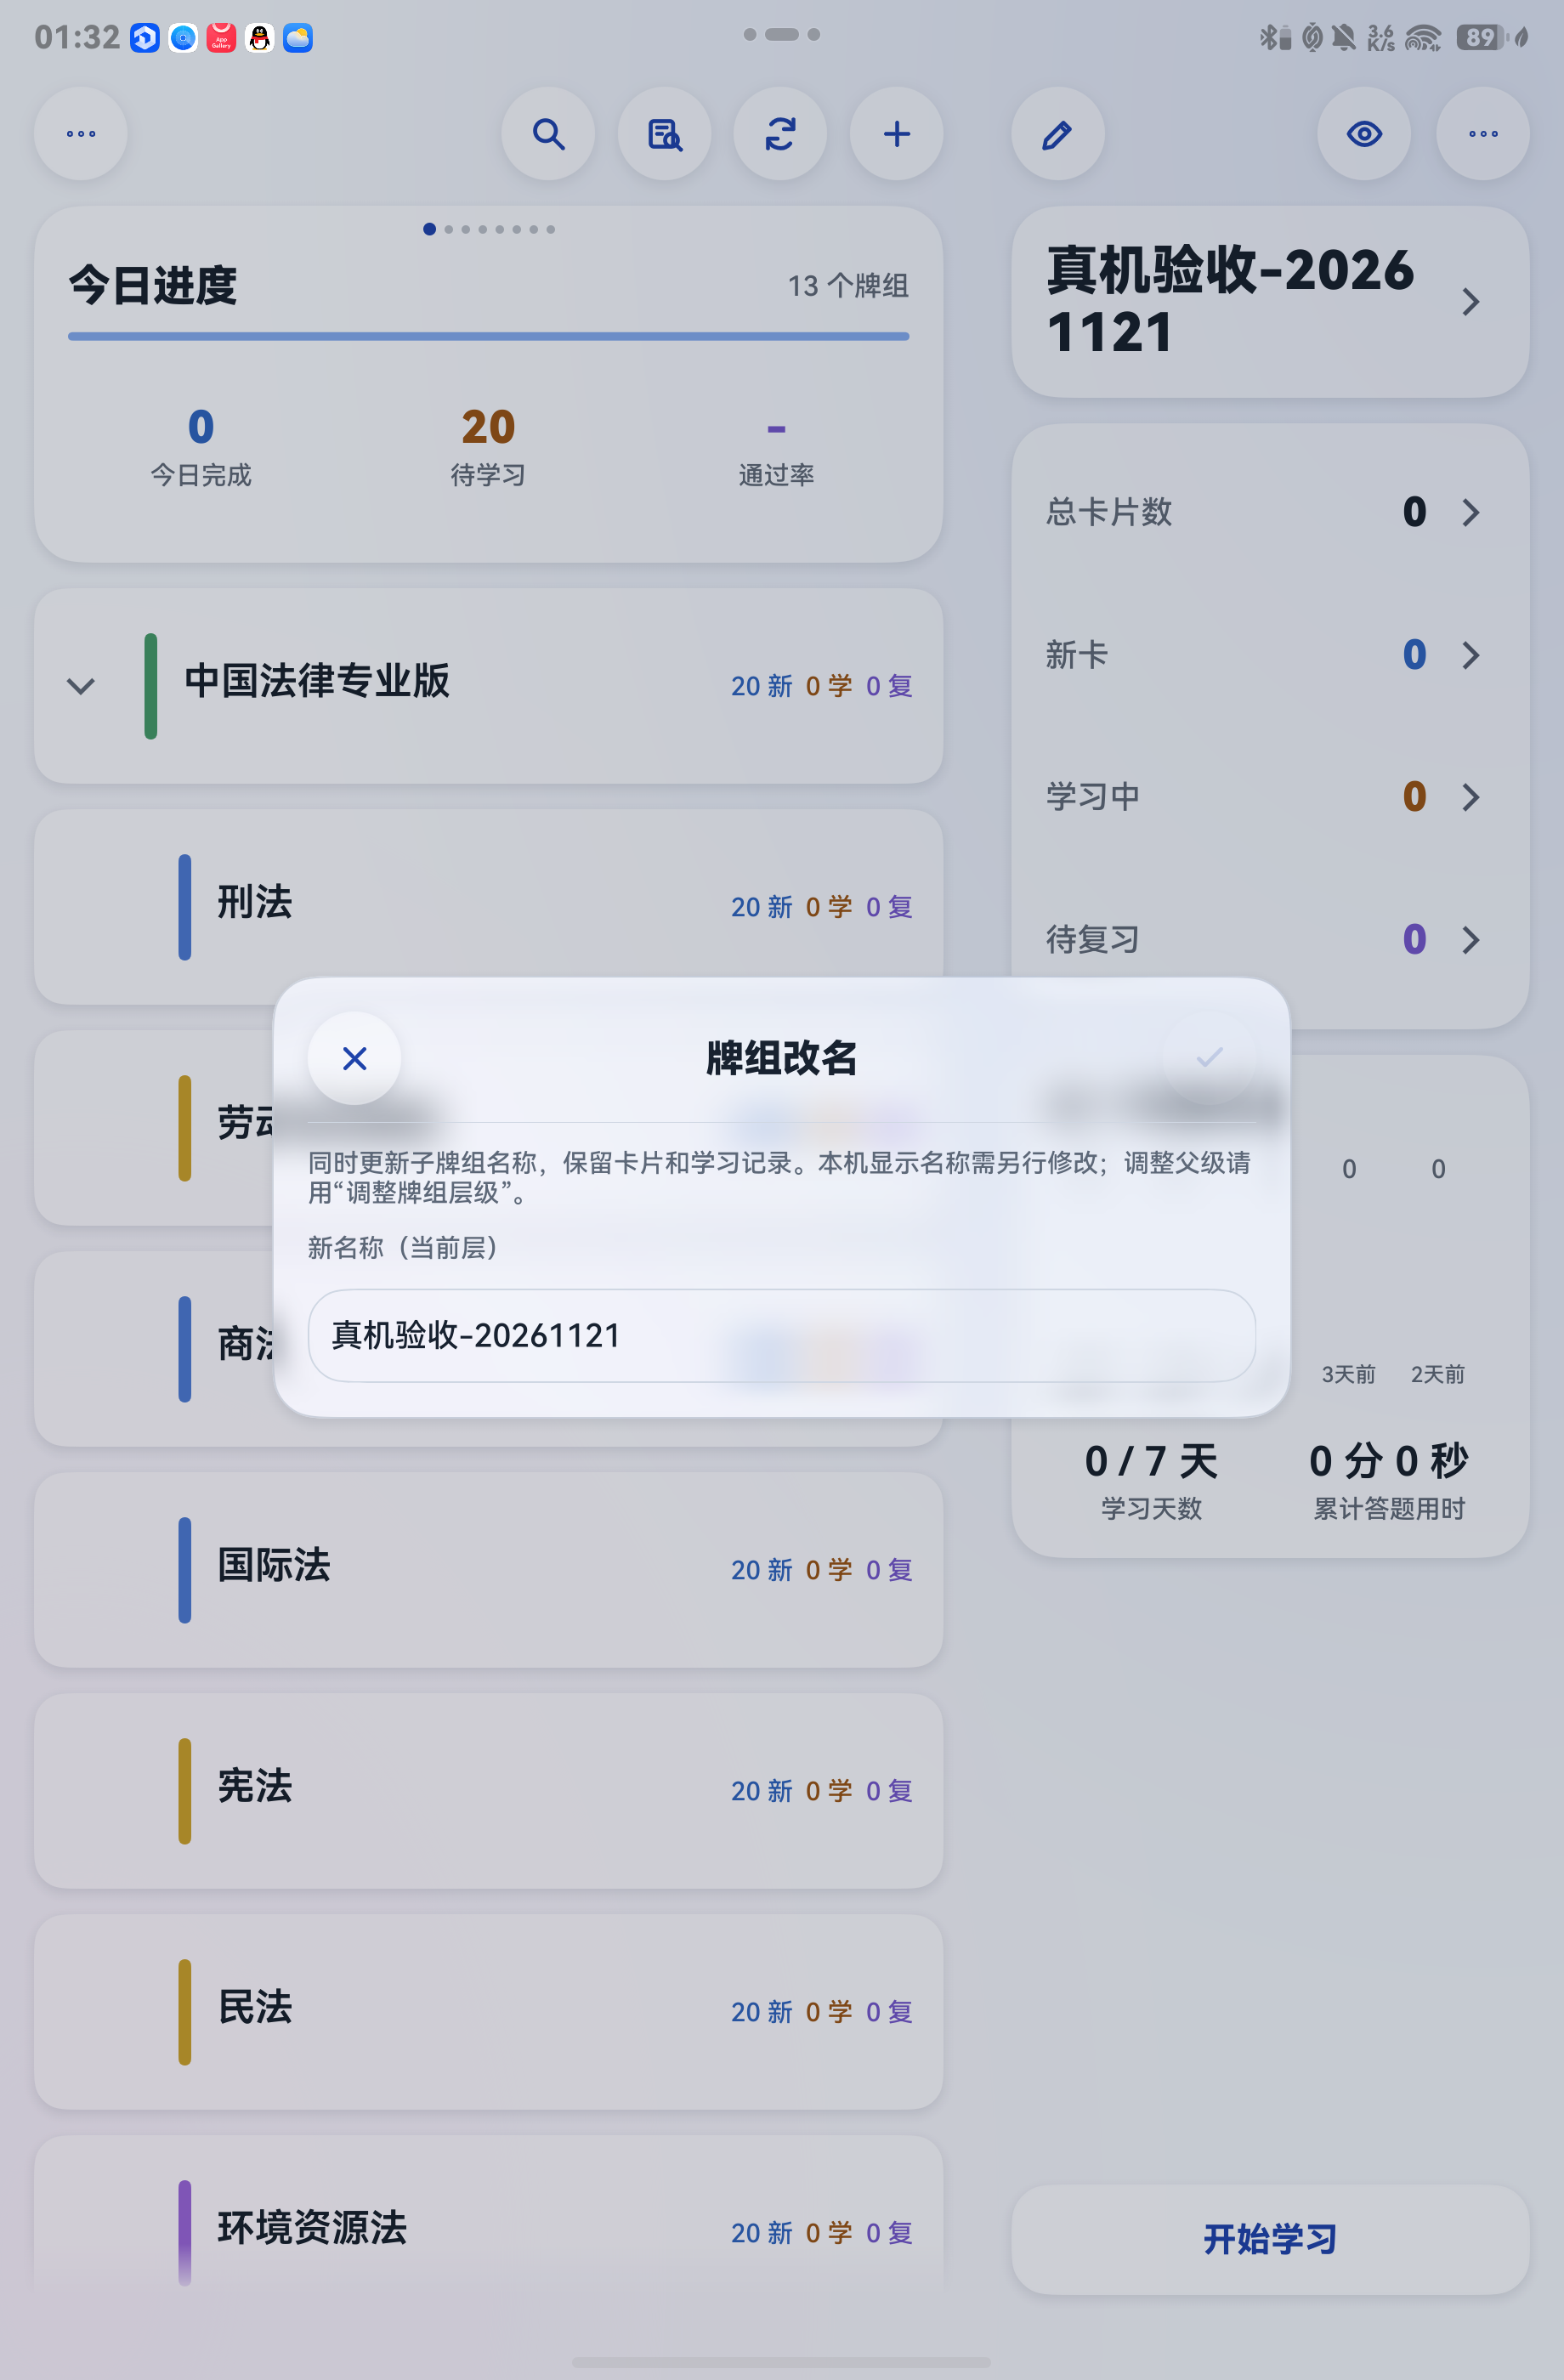 01:32
App
Gallery
3.6
K/s
89
今日进度
13 个牌组
0
20
-
今日完成
待学习
通过率
中国法律专业版
20 新 0 学 0 复
刑法
20 新 0 学 0 复
劳
商
国际法
20 新 0 学 0 复
宪法
20 新 0 学 0 复
民法
20 新 0 学 0 复
环境资源法
20 新 0 学 0 复
真机验收-2026
1121
总卡片数
0
新卡
0
学习中
0
待复习
0
牌组改名
同时更新子牌组名称，保留卡片和学习记录。本机显示名称需另行修改；调整父级请
用“调整牌组层级”。
新名称（当前层）
真机验收-20261121
0 0
3天前 2天前
0 / 7 天
学习天数
0 分 0 秒
累计答题用时
开始学习